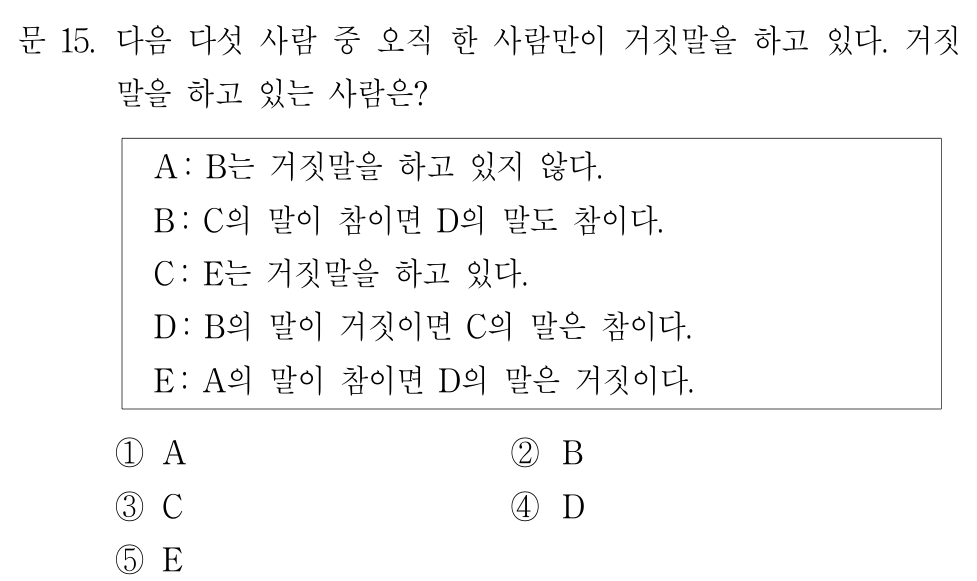 문 15. 다음 다섯 사람 중 오직 한 사람만이 거짓말을 하고 있다. 거짓
말을 하고 있는 사람은?
A: B는 거짓말을 하고 있지 않다.
B: C의 말이 참이면 D의 말도 참이다.
C: E는 거짓말을 하고 있다.
D: B의 말이 거짓이면 C의 말은 참이다.
E: A의 말이 참이면 D의 말은 거짓이다.
① A ② B
③ C ④ D
⑤ E